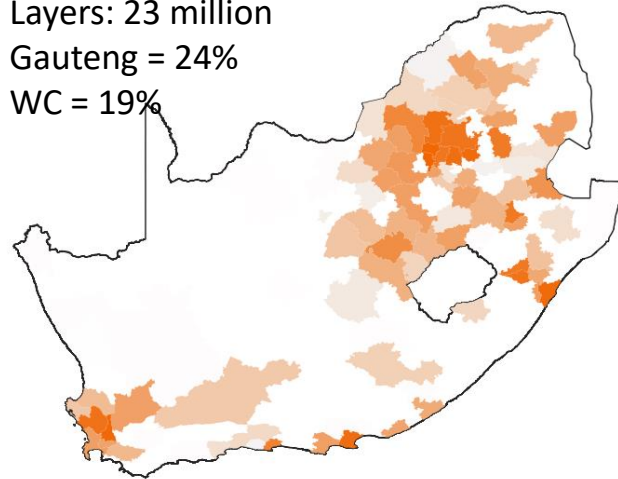 Layers: 23 million
Gauteng = 24%
WC = 19%